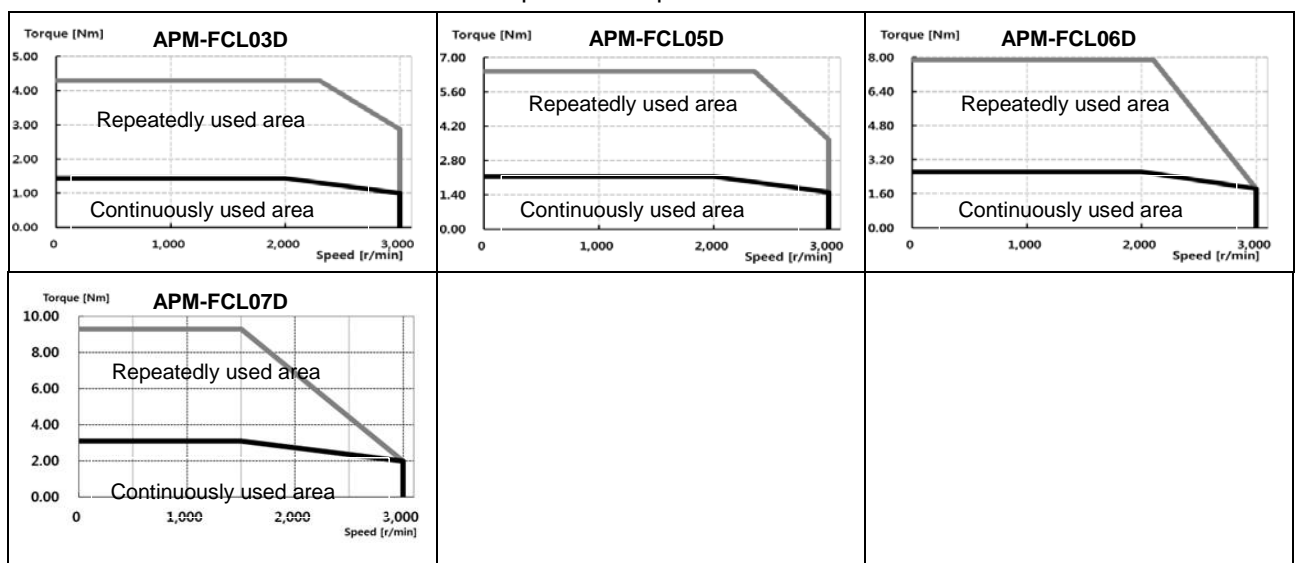 Torque [Nm] APM-FCL03D
5.00
4.00
3.00
2.00
1.00
0.00
Repeatedly used area
Continuously used area
0 1,000 2,000 3,000
Speed [r/min]
Torque [Nm] APM-FCL05D
7.00
5.60
4.20
2.80
1.40
0.00
Repeatedly used area
Continuously used area
0 1,000 2,000 3,000
Speed [r/min]
Torque [Nm] APM-FCL06D
8.00
6.40
4.80
3.20
1.60
0.00
Repeatedly used area
Continuously used area
0 1,000 2,000 3,000
Speed [r/min]
Torque [Nm] APM-FCL07D
10.00
8.00
6.00
4.00
2.00
0.00
Repeatedly used area
Continuously used area
0 1,000 2,000 3,000
Speed [r/min]